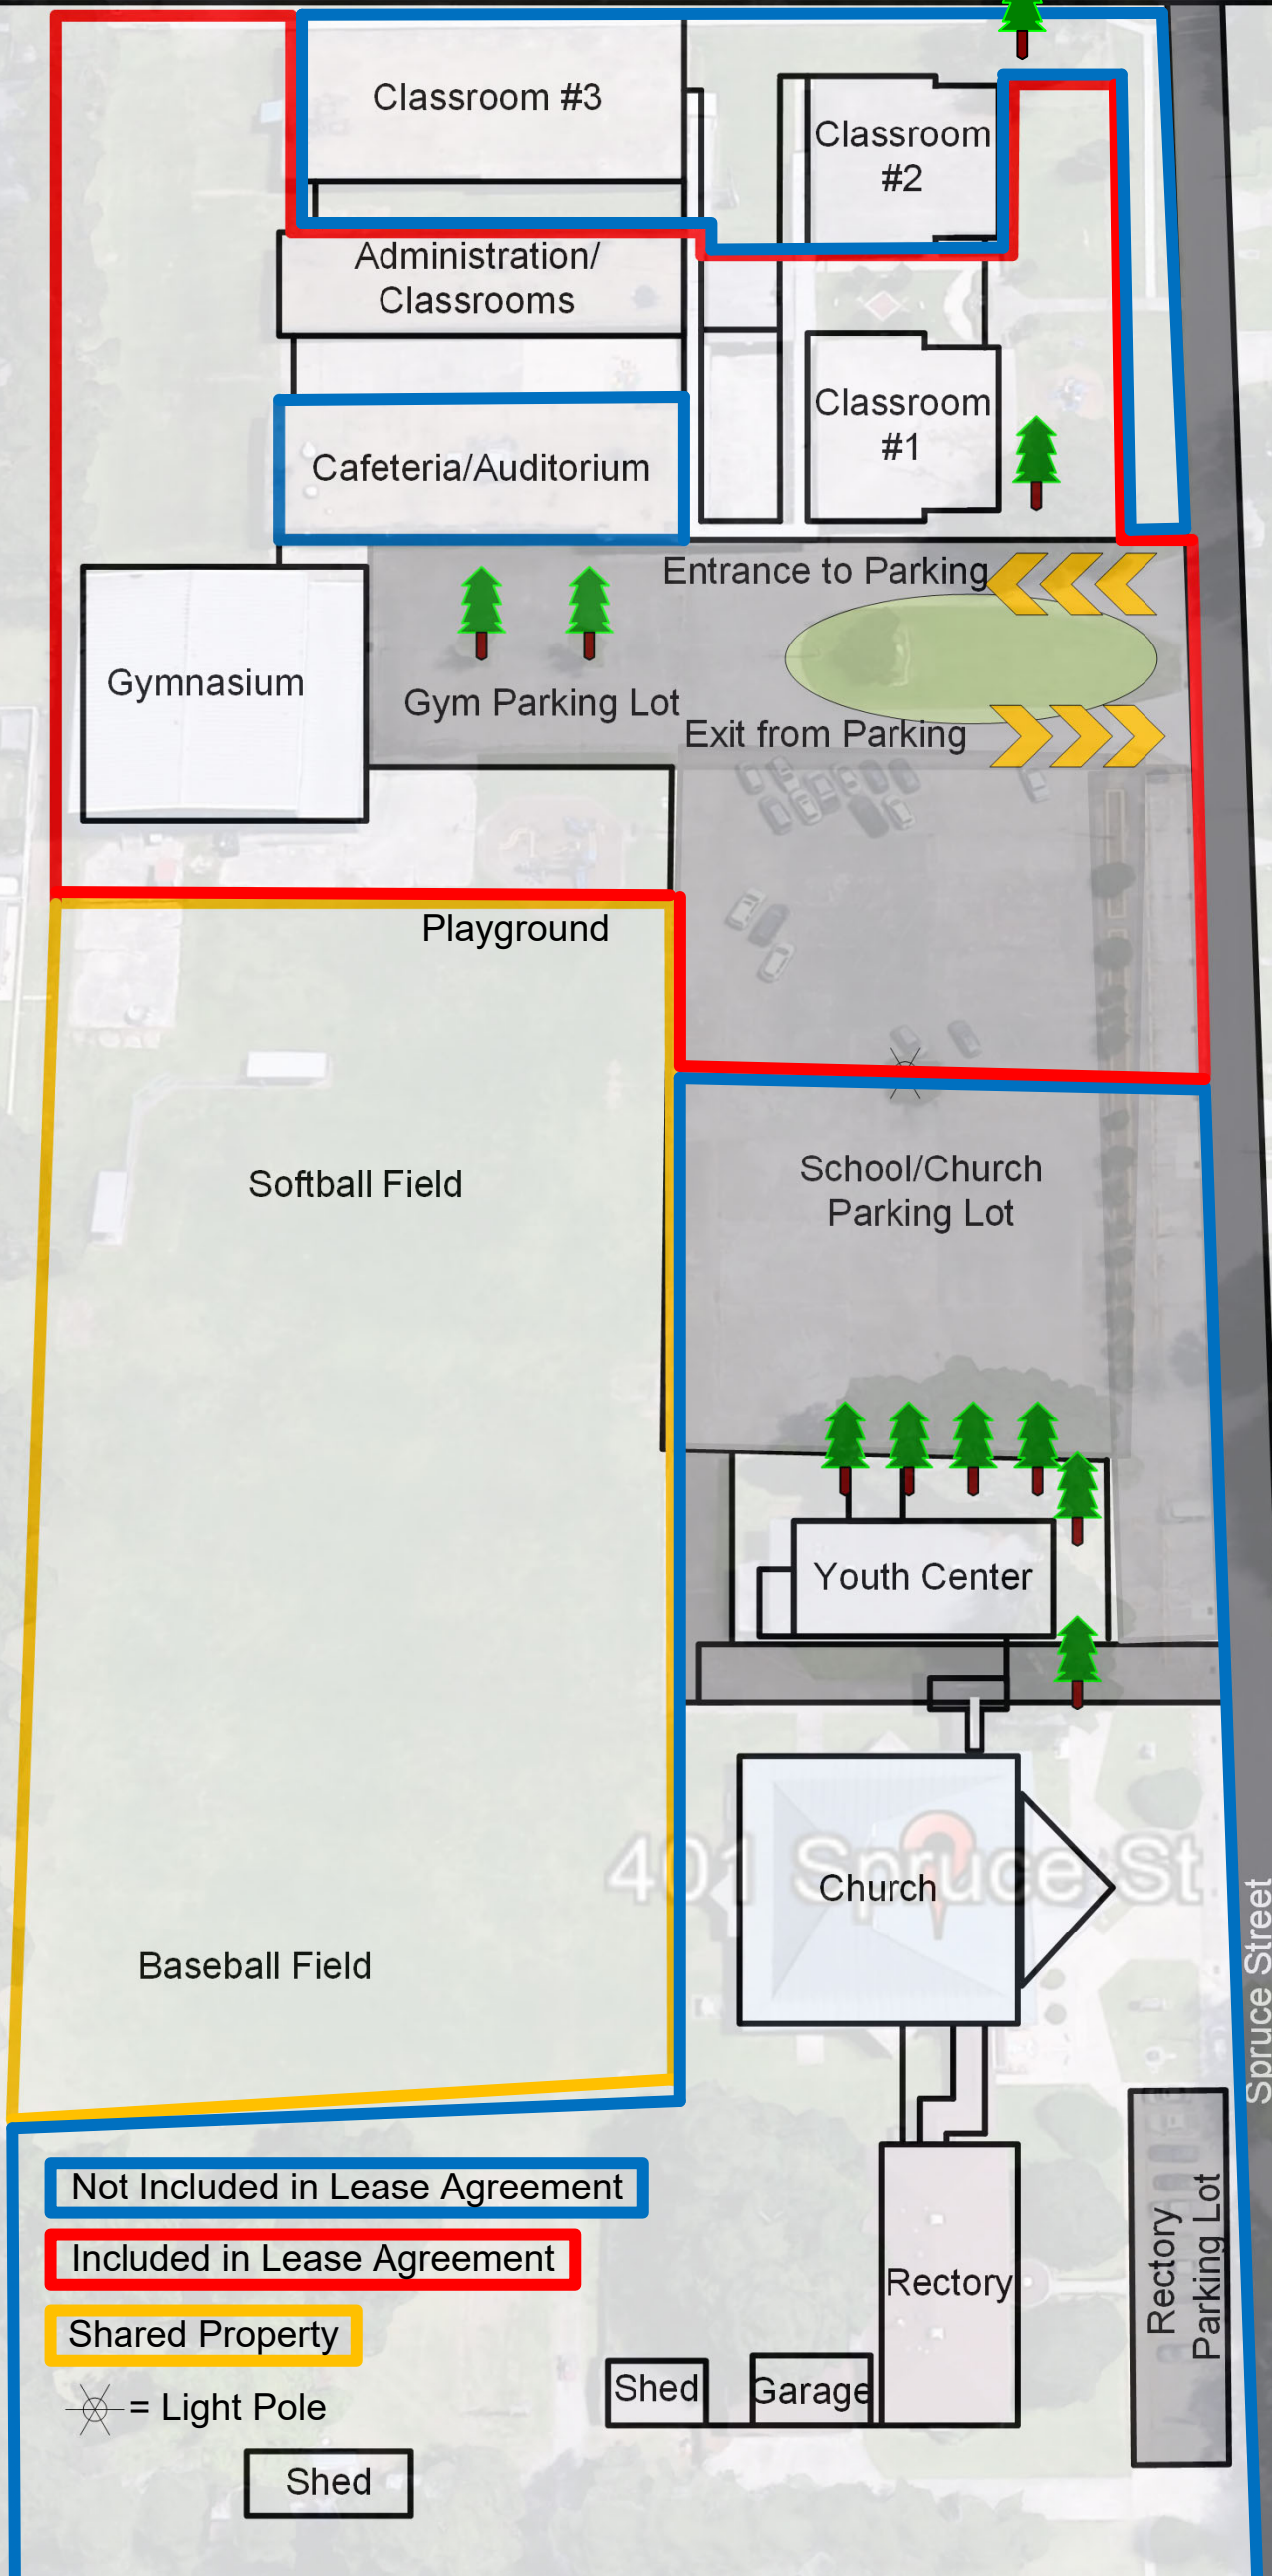 Classroom #3
Classroom
#2
Administration/
Classrooms
Classroom
#1
Cafeteria/Auditorium
Entrance to Parking
Gymnasium
Gym Parking Lot
Exit from Parking
Playground
Softball Field
School/Church
Parking Lot
Youth Center
401 Spruce St
Church
Spruce Street
Baseball Field
Not Included in Lease Agreement
Included in Lease Agreement
Shared Property
= Light Pole
Rectory
Rectory
Parking Lot
Shed
Garage
Shed